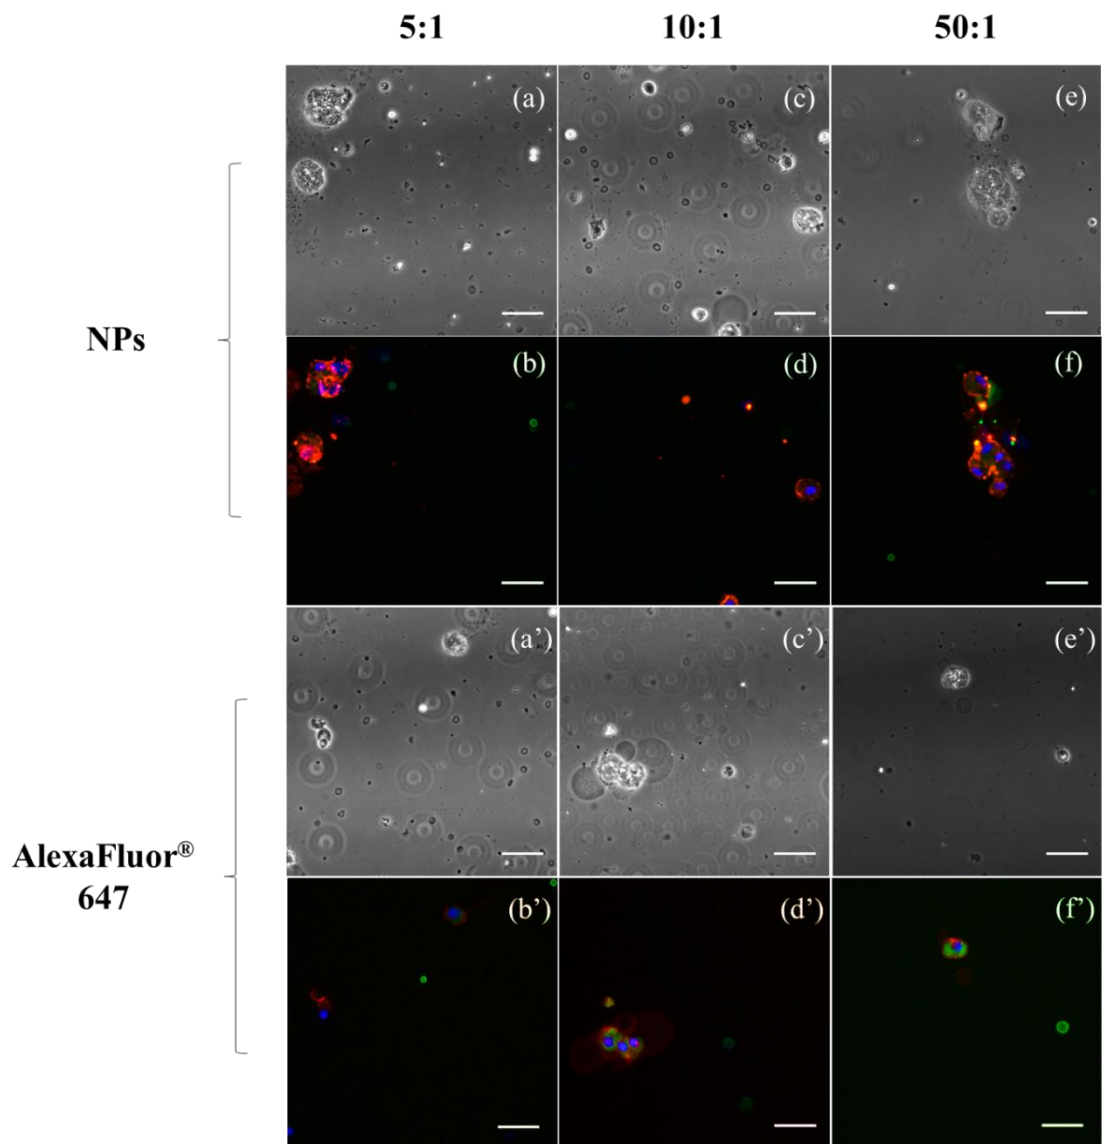 5:1 10:1 50:1
(a) (c) (e)
NPs
(b) (d) (f)
(a’) (c’) (e’)
AlexaFluor®
647
(b’) (d’) (f’)